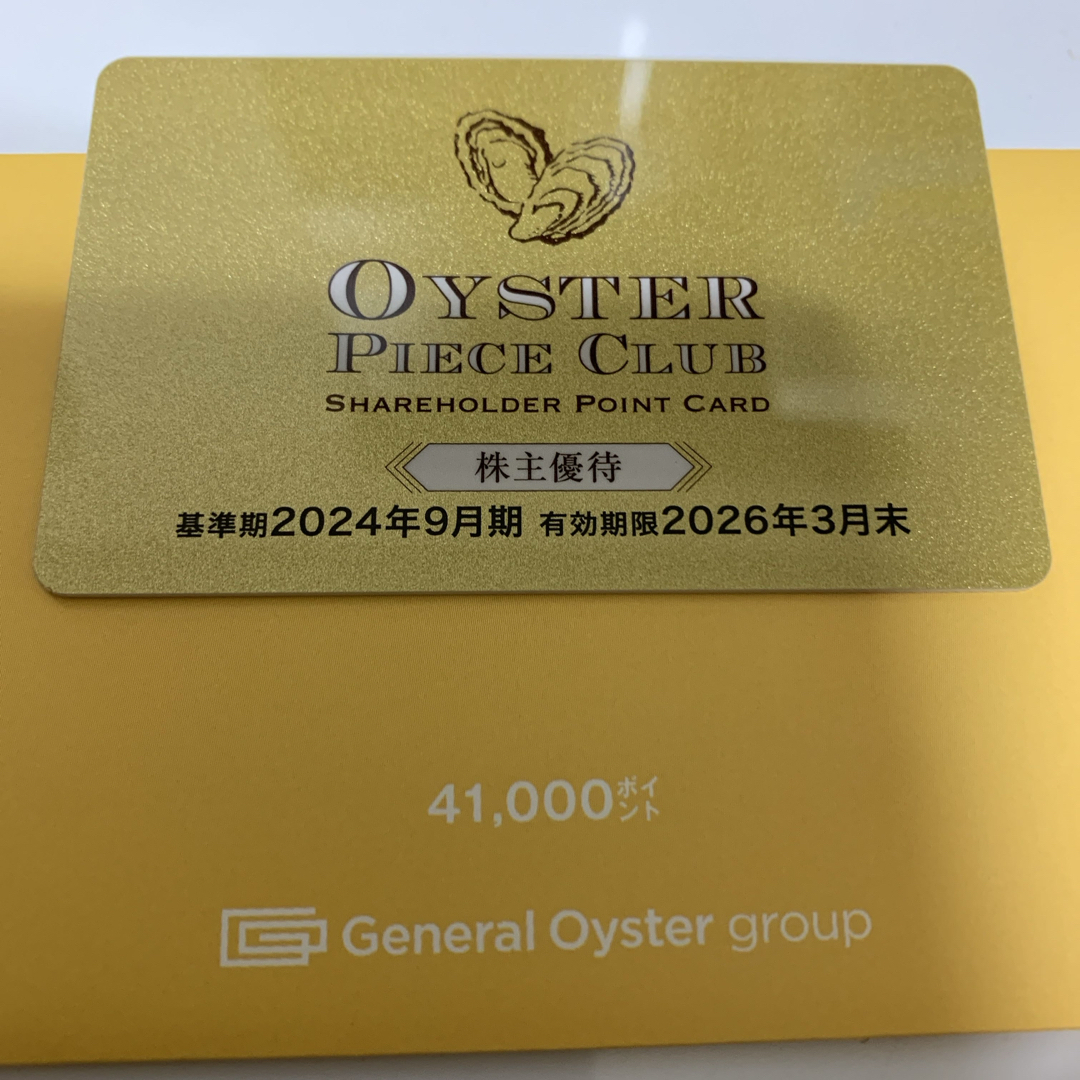 OYSTER
PIECE CLUB
SHAREHOLDER POINT CARD
株主優待
基準期2024年9月期 有効期限2026年3月末
41,000ポイント
General Oyster group